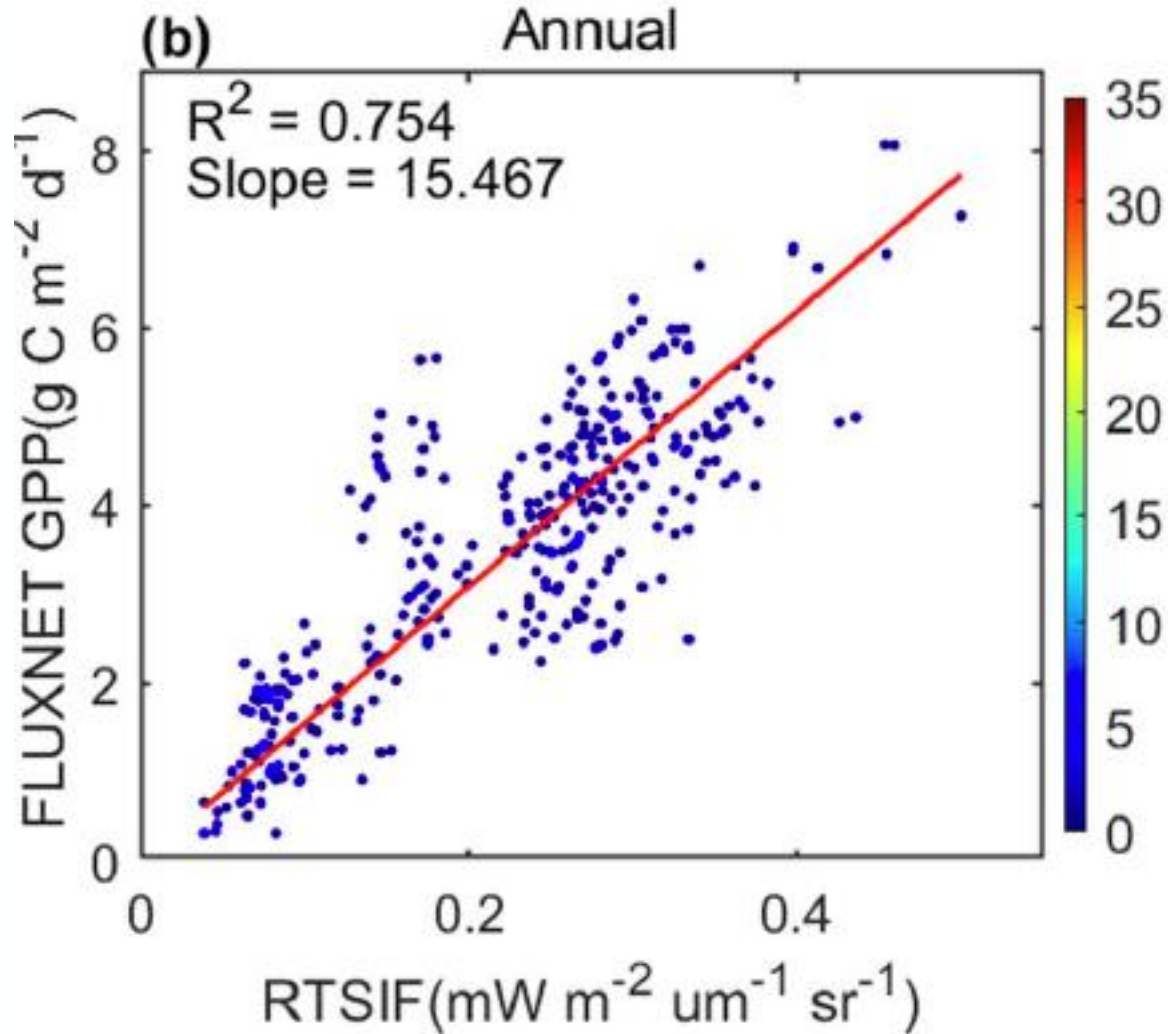 (b)
Annual
R² = 0.754
Slope = 15.467
FLUXNET GPP(g C m⁻² d⁻¹)
8
6
4
2
0
0
0.2
0.4
RTSIF(mW m⁻² um⁻¹ sr⁻¹)
35
30
25
20
15
10
5
0